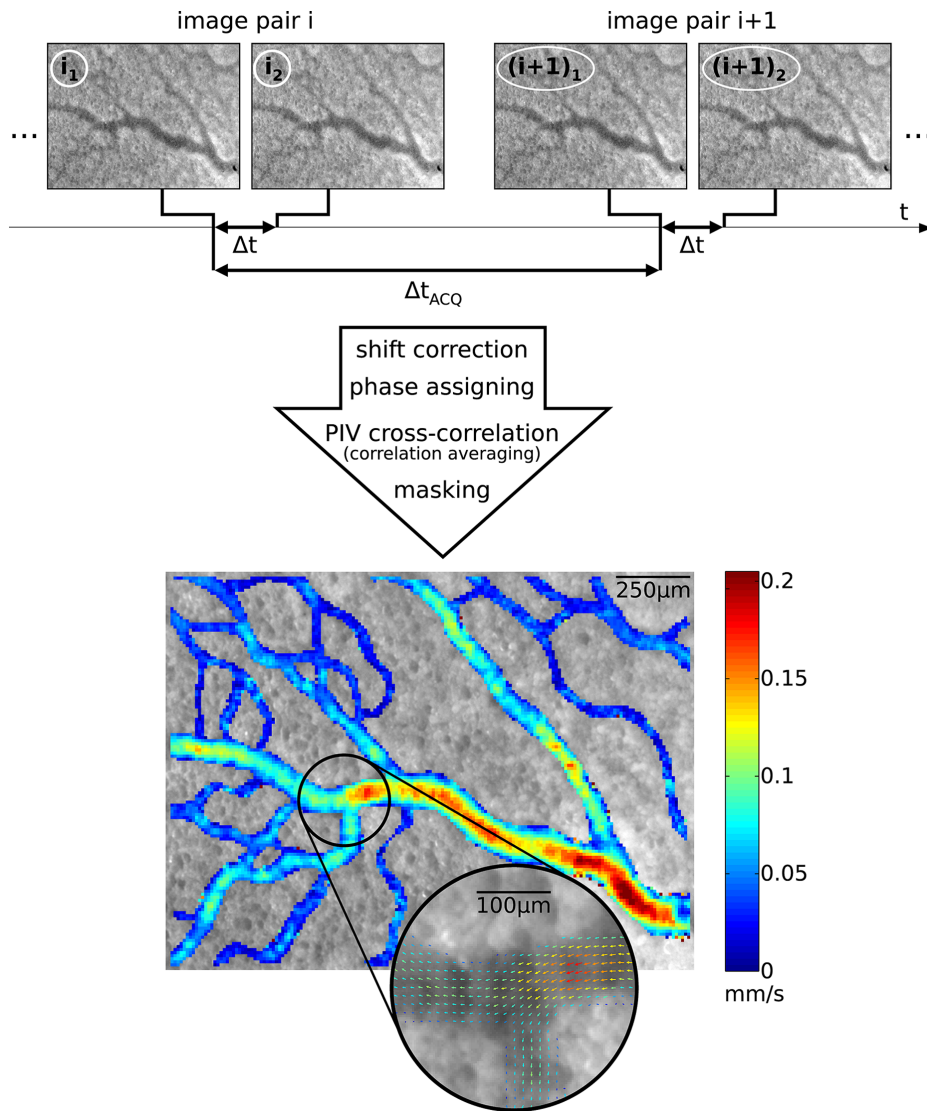 image pair i
image pair i+1
i₁
i₂
(i+1)₁
(i+1)₂
...
...
t
Δt
Δt
Δt_ACQ
shift correction
phase assigning
PIV cross-correlation
(correlation averaging)
masking
250μm
0.2
0.15
0.1
0.05
0
mm/s
100μm